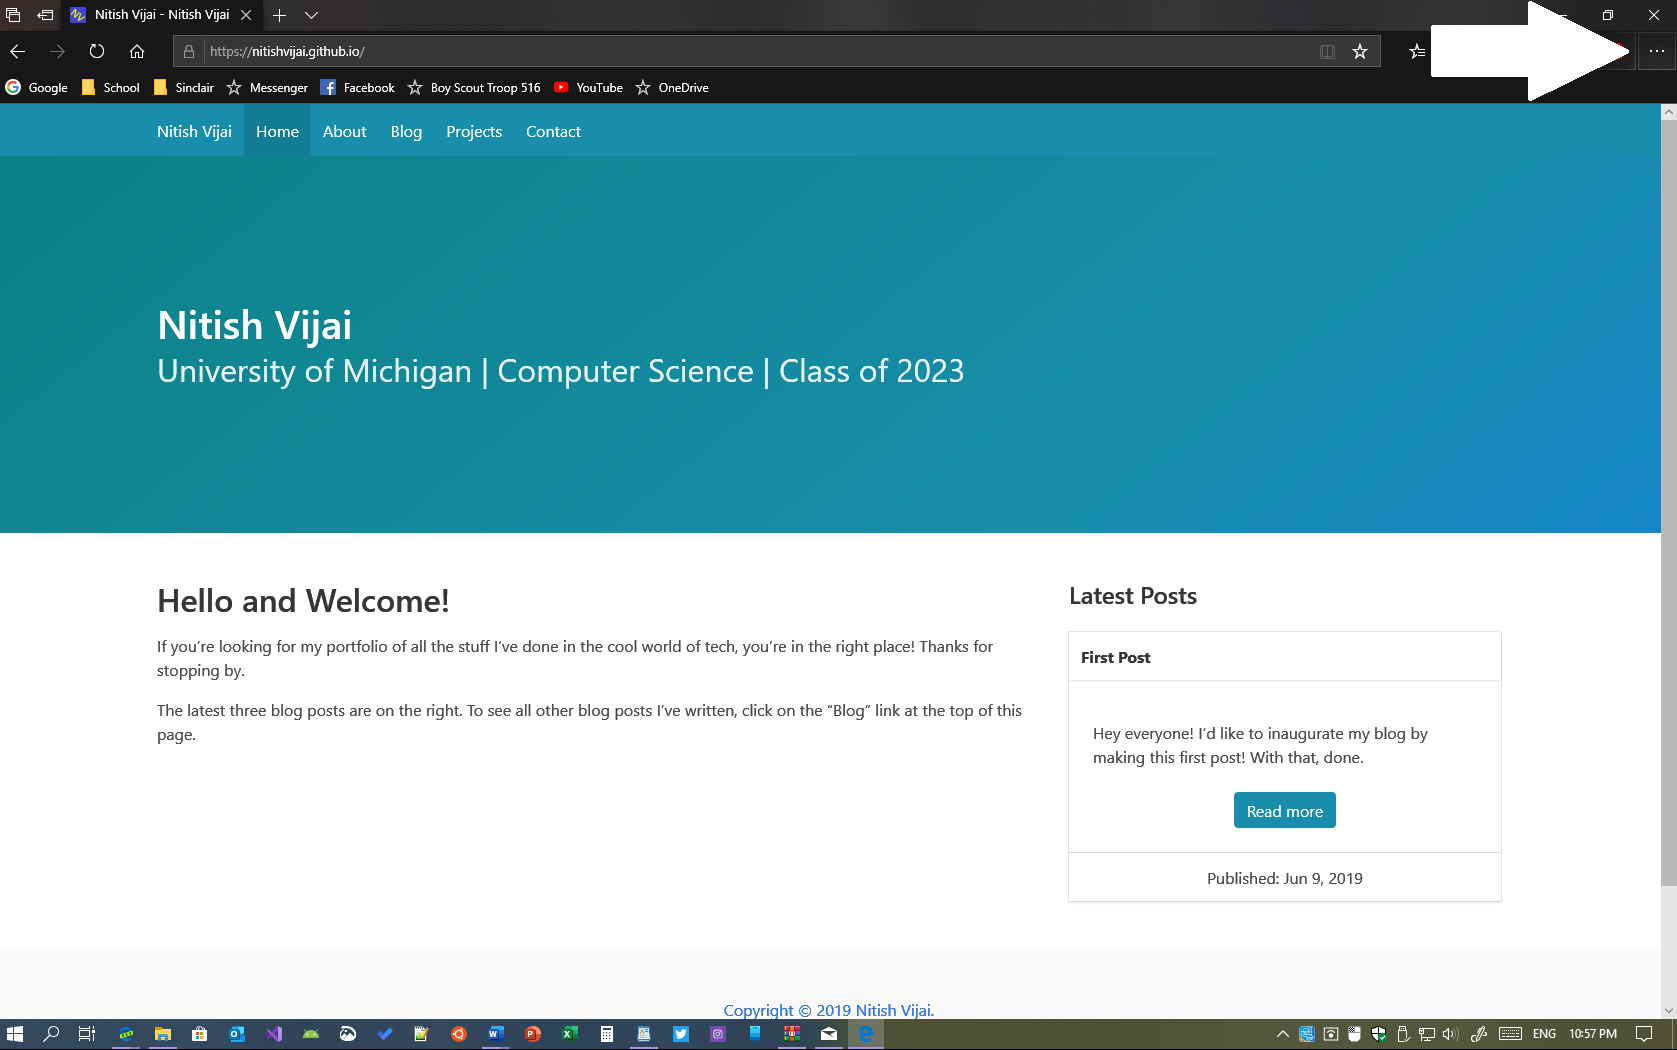 Nitish Vijai - Nitish Vijai
https://nitishvijai.github.io/
Google School Sinclair Messenger Facebook Boy Scout Troop 516 YouTube OneDrive
Nitish Vijai Home About Blog Projects Contact
Nitish Vijai
University of Michigan | Computer Science | Class of 2023
Hello and Welcome!
If you’re looking for my portfolio of all the stuff I’ve done in the cool world of tech, you’re in the right place! Thanks for
stopping by.
The latest three blog posts are on the right. To see all other blog posts I’ve written, click on the “Blog” link at the top of this
page.
Latest Posts
First Post
Hey everyone! I’d like to inaugurate my blog by
making this first post! With that, done.
Read more
Published: Jun 9, 2019
Copyright © 2019 Nitish Vijai.
ENG 10:57 PM